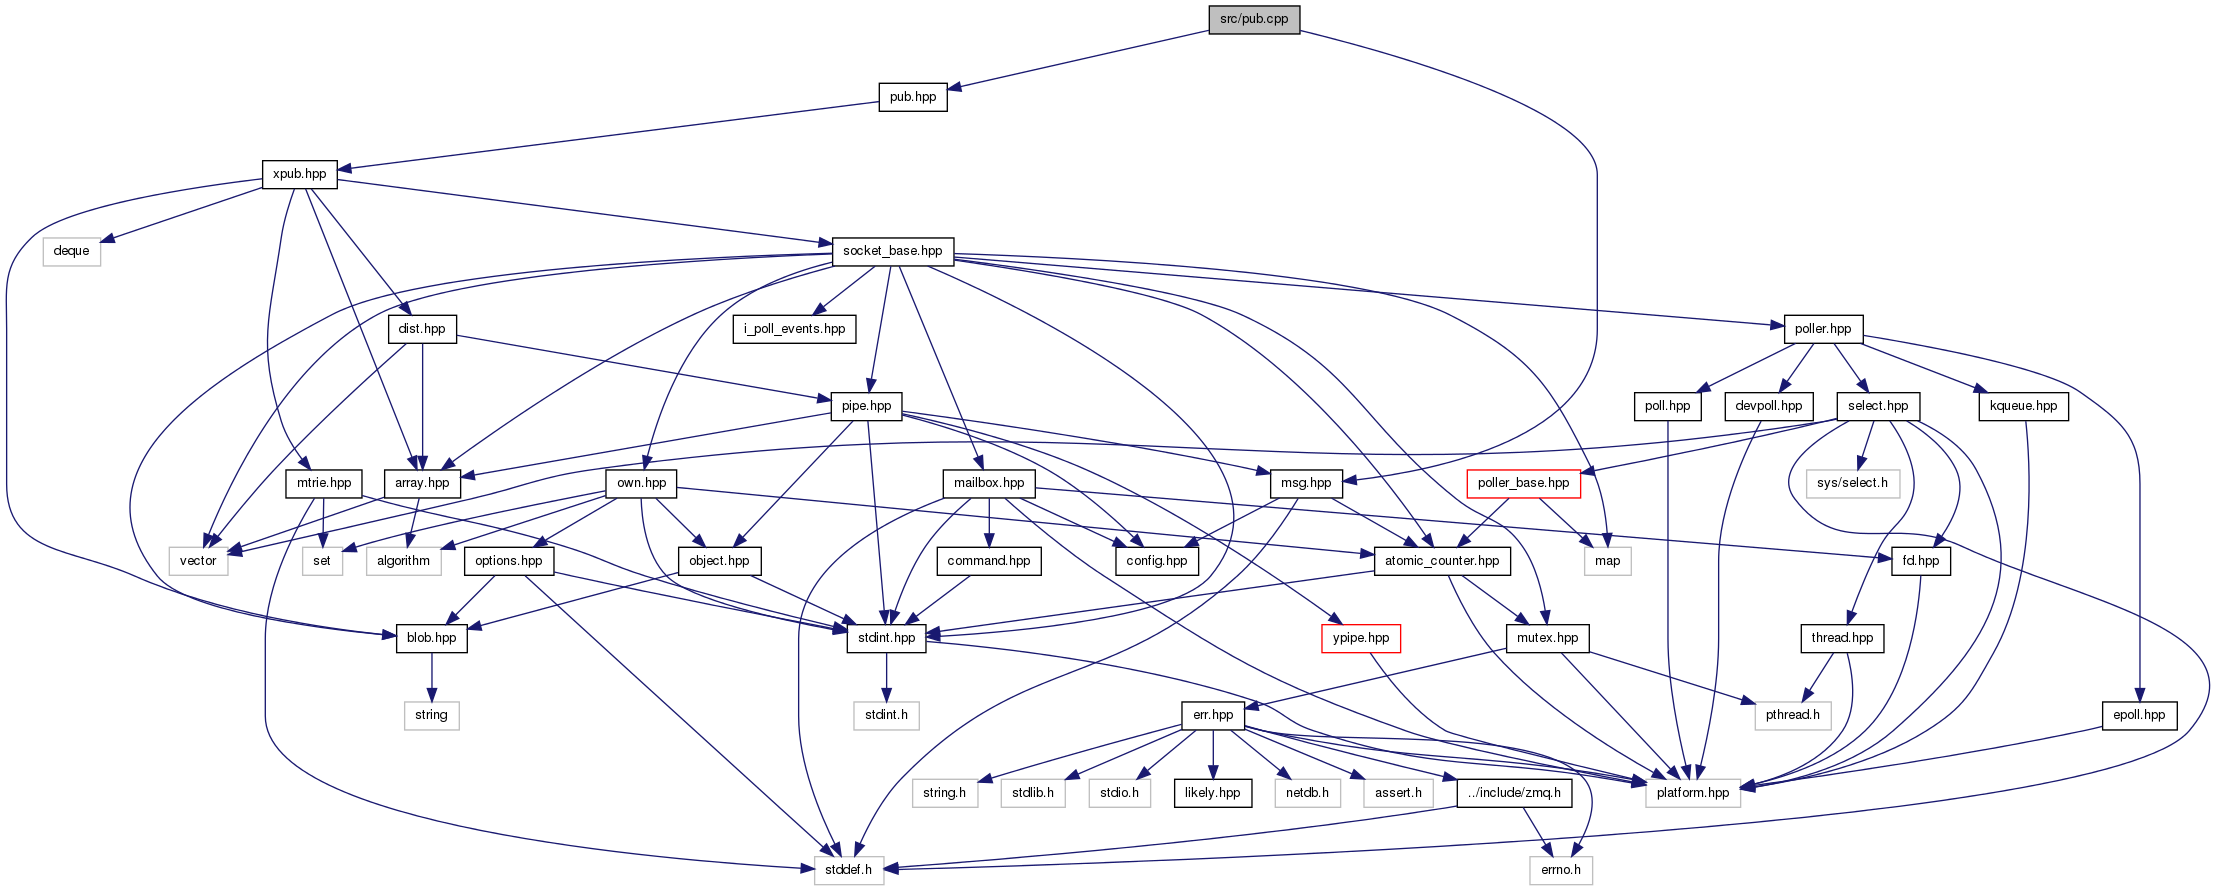 src/pub.cpp
pub.hpp
xpub.hpp
deque
socket_base.hpp
dist.hpp
i_poll_events.hpp
poller.hpp
pipe.hpp
poll.hpp
devpoll.hpp
select.hpp
kqueue.hpp
mtrie.hpp
array.hpp
own.hpp
mailbox.hpp
msg.hpp
poller_base.hpp
sys/select.h
vector
set
algorithm
options.hpp
object.hpp
command.hpp
config.hpp
atomic_counter.hpp
map
fd.hpp
blob.hpp
stdint.hpp
ypipe.hpp
mutex.hpp
thread.hpp
string
stdint.h
err.hpp
pthread.h
epoll.hpp
string.h
stdlib.h
stdio.h
likely.hpp
netdb.h
assert.h
../include/zmq.h
platform.hpp
stddef.h
errno.h